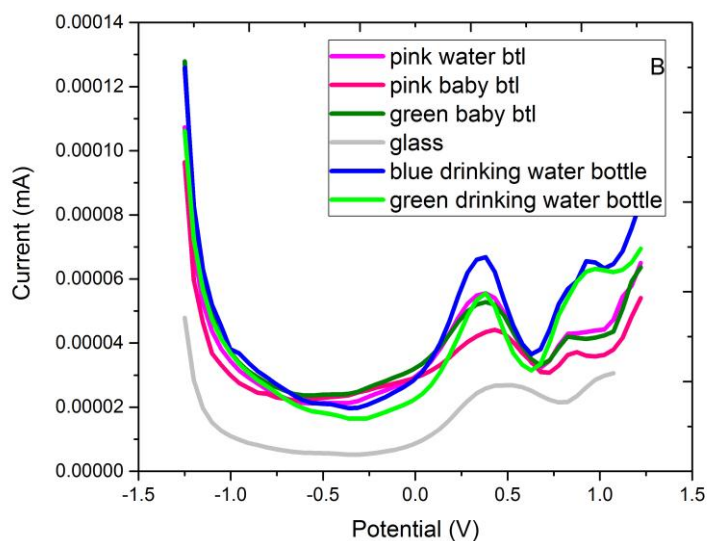 0.00014
0.00012
0.00010
0.00008
0.00006
0.00004
0.00002
0.00000
Current (mA)
pink water btl
B
pink baby btl
green baby btl
glass
blue drinking water bottle
green drinking water bottle
-1.5 -1.0 -0.5 0.0 0.5 1.0 1.5
Potential (V)